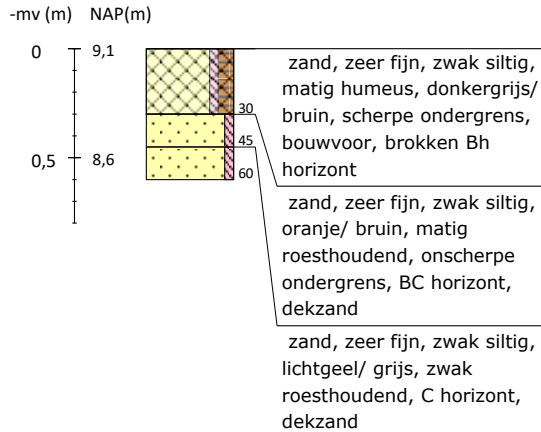 -mv (m) NAP(m)
0 9,1
zand, zeer fijn, zwak siltig,
matig humeus, donkergrijs/
bruin, scherpe ondergrens,
bouwvoor, brokken Bh
horizont
30
45
0,5 8,6
60
zand, zeer fijn, zwak siltig,
oranje/ bruin, matig
roesthoudend, onscherpe
ondergrens, BC horizont,
dekzand
zand, zeer fijn, zwak siltig,
lichtgeel/ grijs, zwak
roesthoudend, C horizont,
dekzand